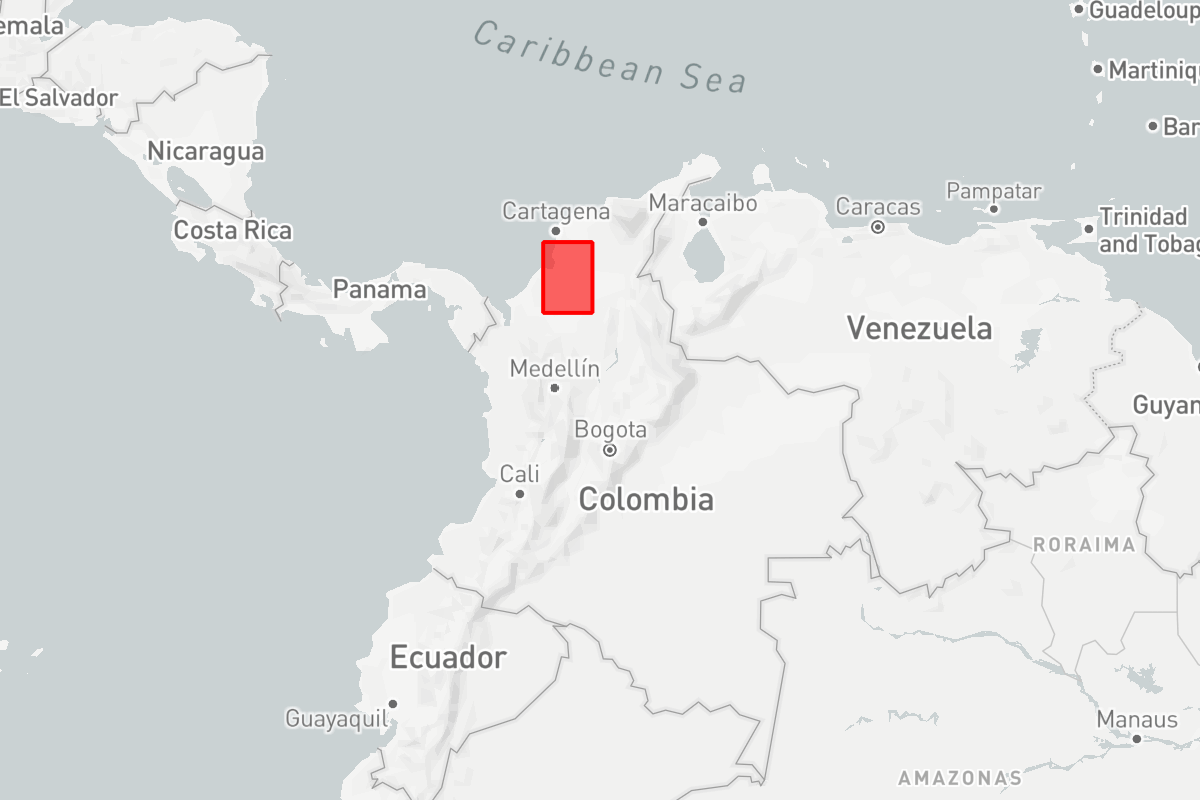 Guadeloup
emala
Caribbean Sea
Martiniqu
El Salvador
Bar
Nicaragua
Pampatar
Maracaibo
Caracas
Cartagena
Trinidad
and Tobag
Costa Rica
Panama
Venezuela
Medellín
Guyan
Bogota
Cali
Colombia
RORAIMA
Ecuador
Guayaquil
Manaus
AMAZONAS